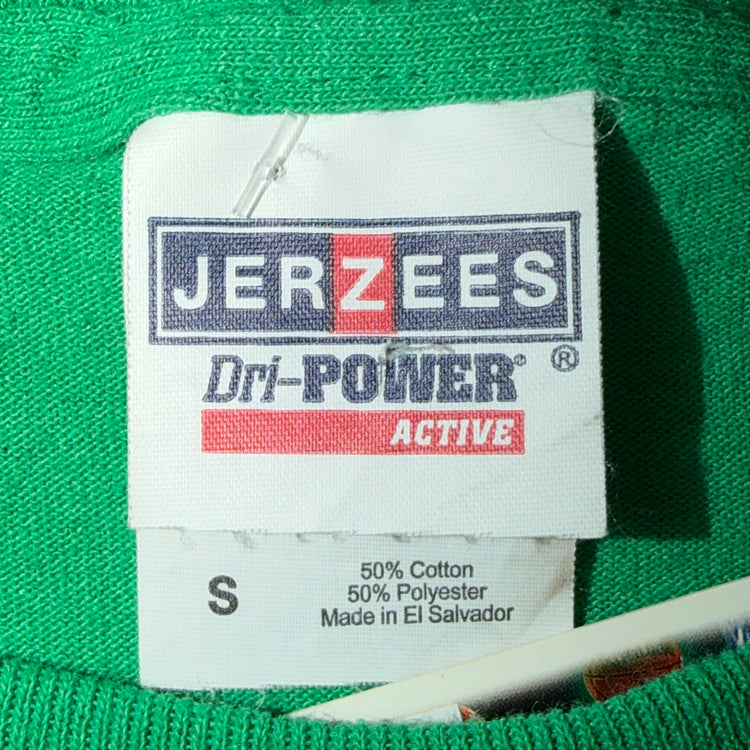 JERZEES
®
Dri-POWER®
ACTIVE
S
50% Cotton
50% Polyester
Made in El Salvador